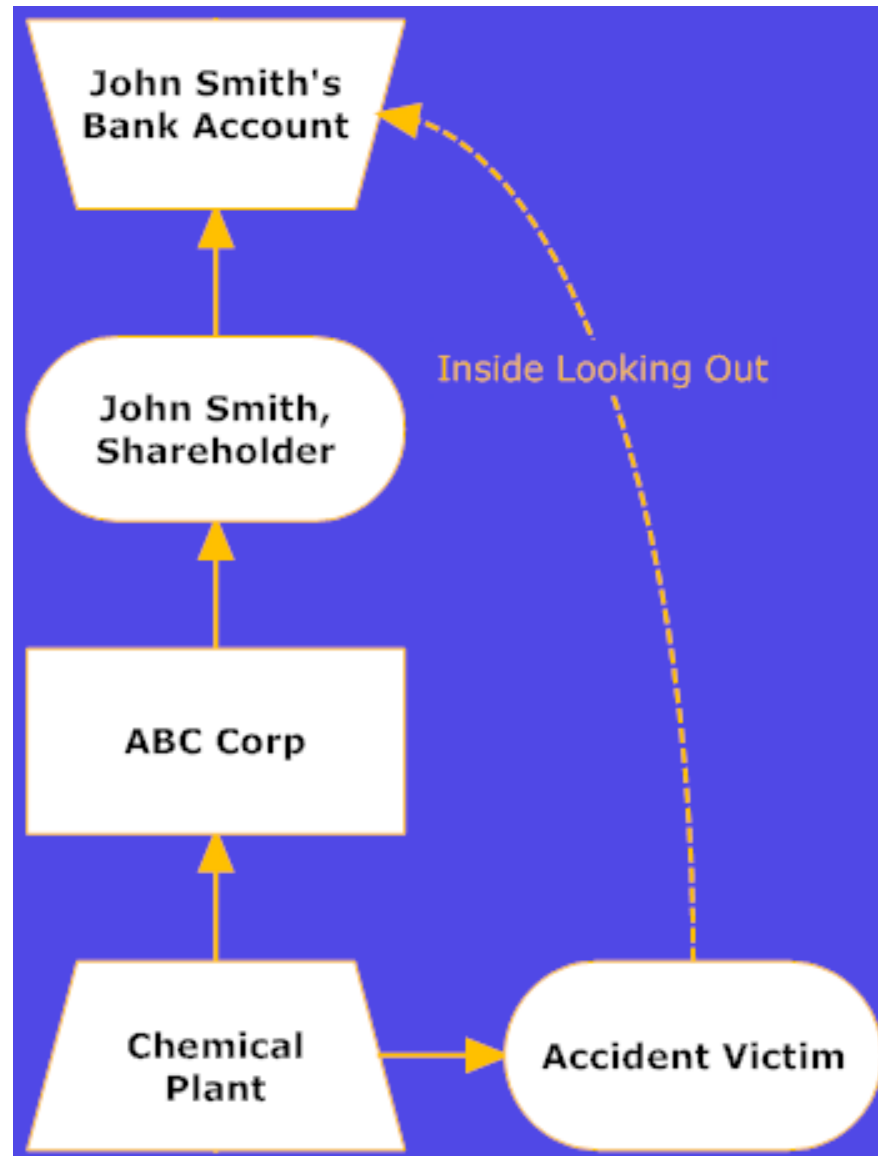 John Smith's
Bank Account
Inside Looking Out
John Smith,
Shareholder
ABC Corp
Chemical
Plant
Accident Victim